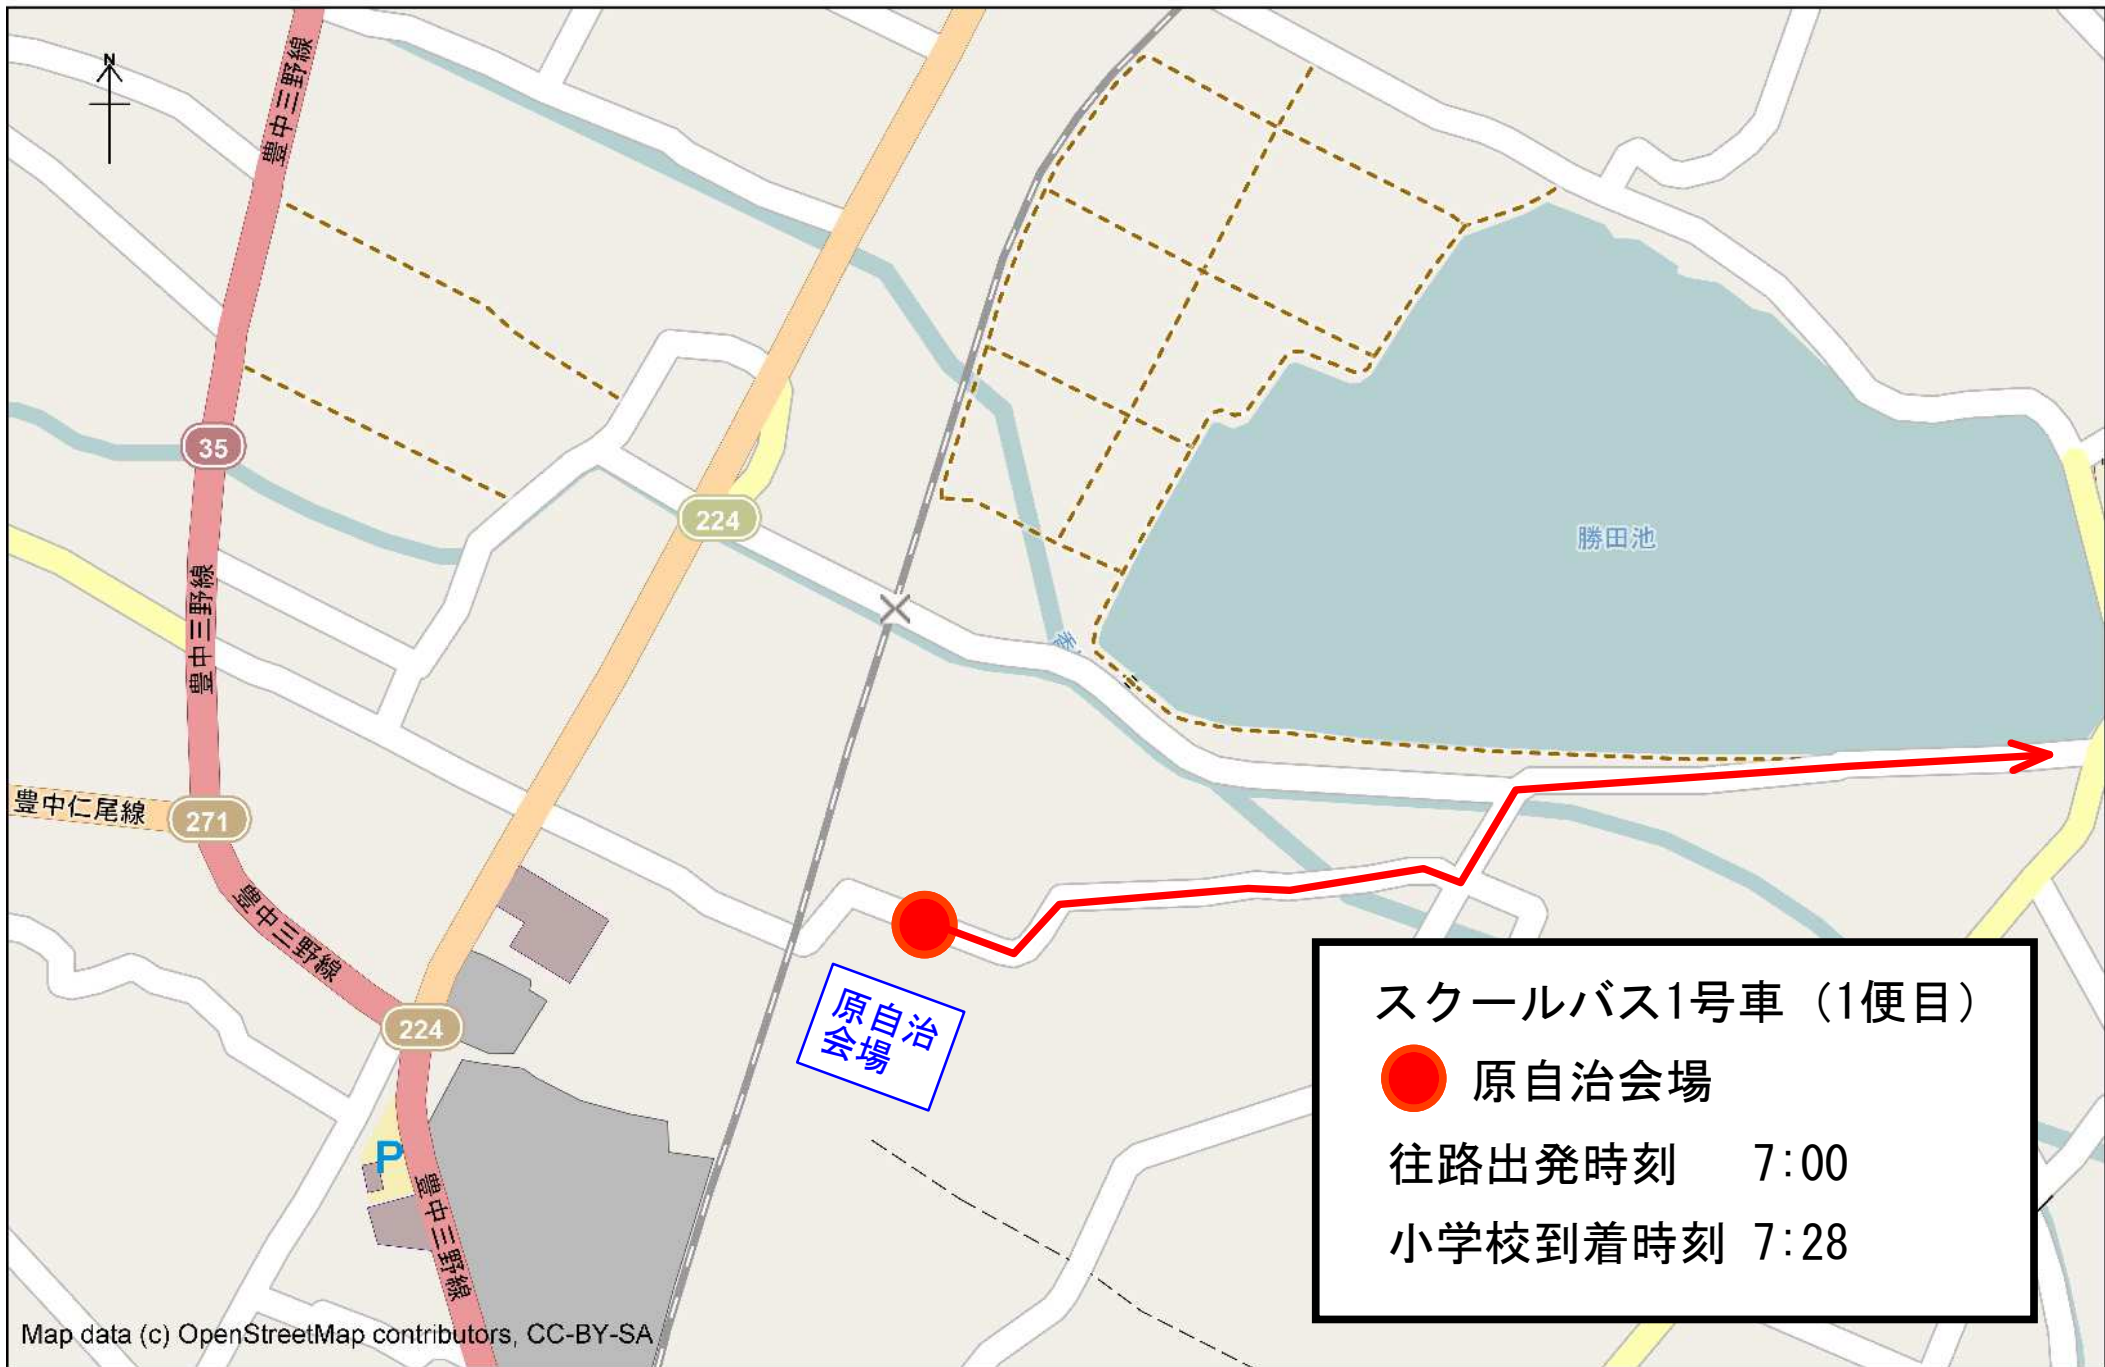 N
豊中三野線
35
224
勝田池
豊中三野線
香
豊中仁尾線
271
豊中三野線
原自治
会場
224
P
豊中三野線
スクールバス1号車（1便目）
原自治会場
往路出発時刻 7:00
小学校到着時刻 7:28
Map data (c) OpenStreetMap contributors, CC-BY-SA